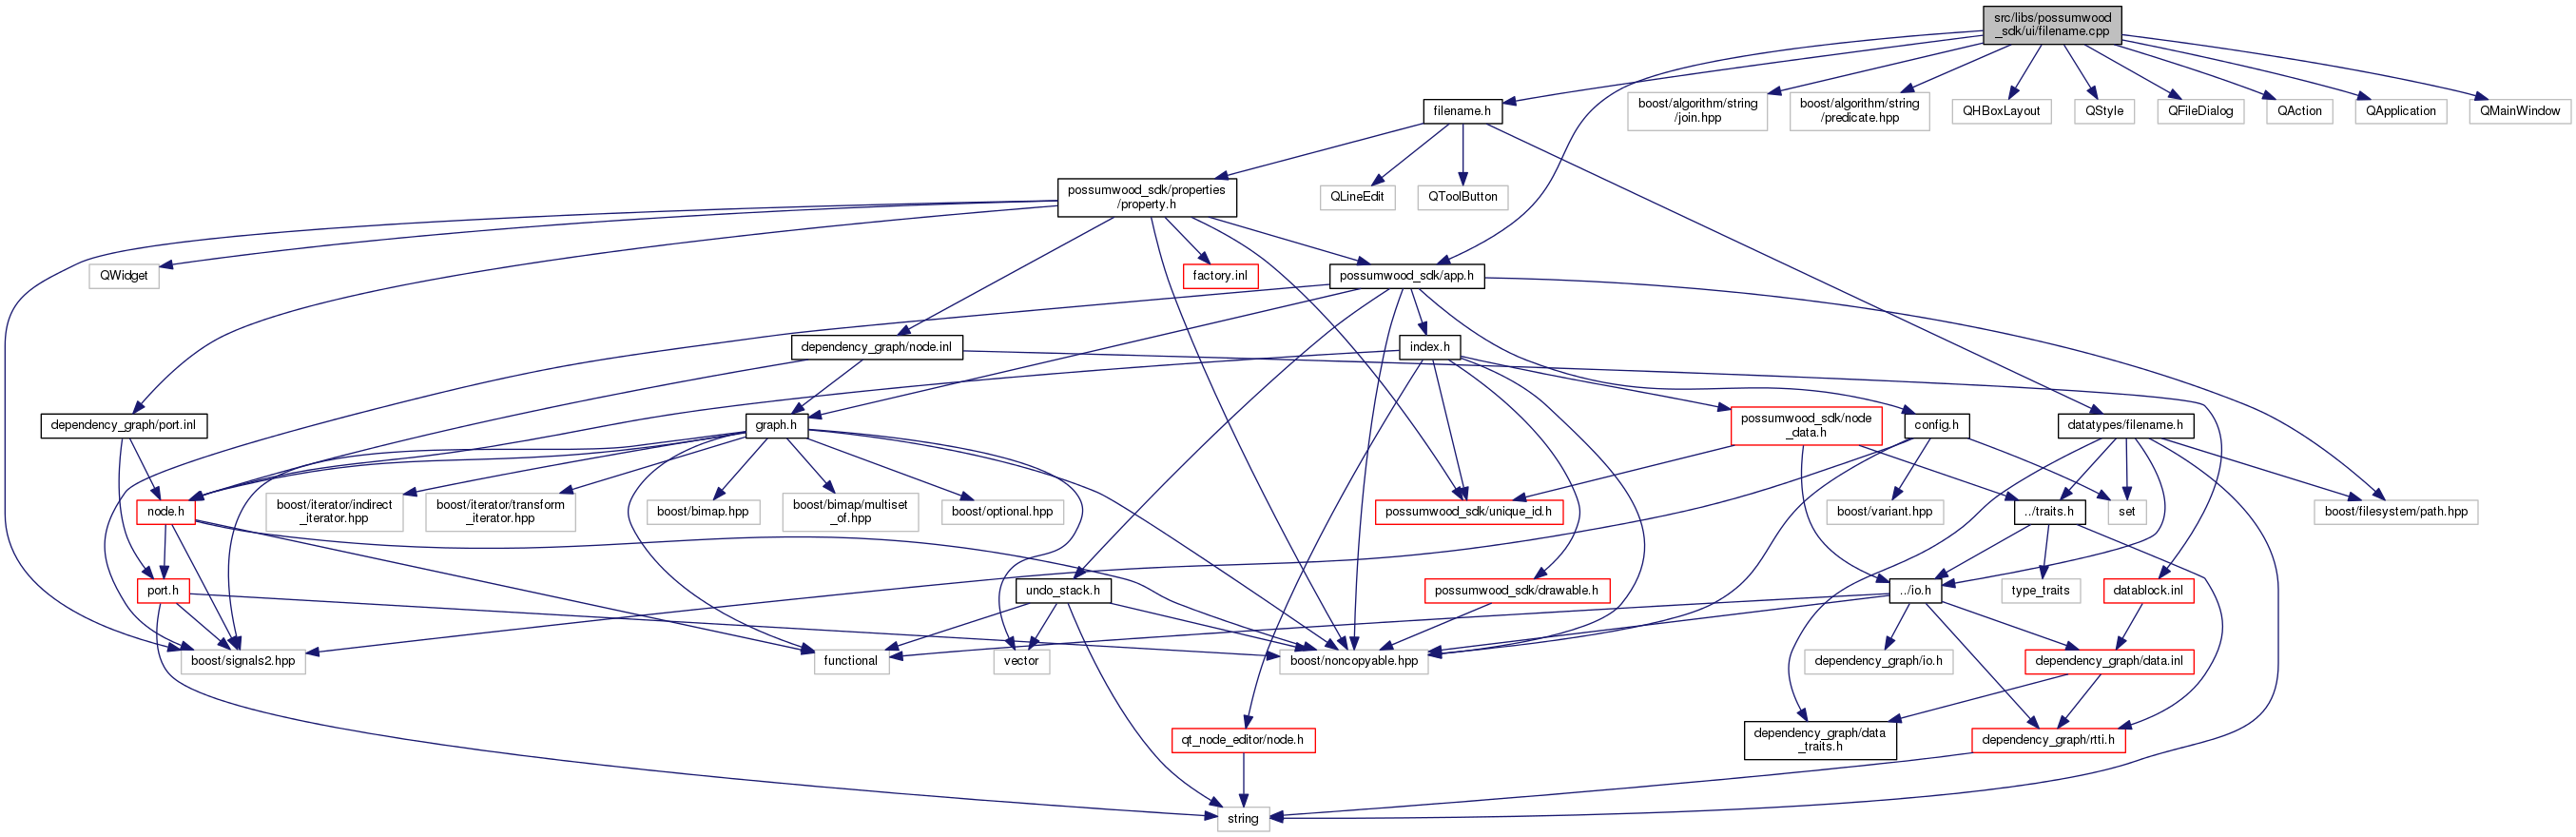 src/libs/possumwood
_sdk/ui/filename.cpp
filename.h
boost/algorithm/string
/join.hpp
boost/algorithm/string
/predicate.hpp
QHBoxLayout
QStyle
QFileDialog
QAction
QApplication
QMainWindow
possumwood_sdk/properties
/property.h
QLineEdit
QToolButton
QWidget
factory.inl
possumwood_sdk/app.h
dependency_graph/node.inl
index.h
dependency_graph/port.inl
graph.h
possumwood_sdk/node
_data.h
config.h
datatypes/filename.h
node.h
boost/iterator/indirect
_iterator.hpp
boost/iterator/transform
_iterator.hpp
boost/bimap.hpp
boost/bimap/multiset
_of.hpp
boost/optional.hpp
possumwood_sdk/unique_id.h
boost/variant.hpp
set
../traits.h
boost/filesystem/path.hpp
port.h
undo_stack.h
possumwood_sdk/drawable.h
../io.h
type_traits
datablock.inl
boost/signals2.hpp
functional
vector
boost/noncopyable.hpp
dependency_graph/io.h
dependency_graph/data.inl
qt_node_editor/node.h
dependency_graph/data
_traits.h
dependency_graph/rtti.h
string